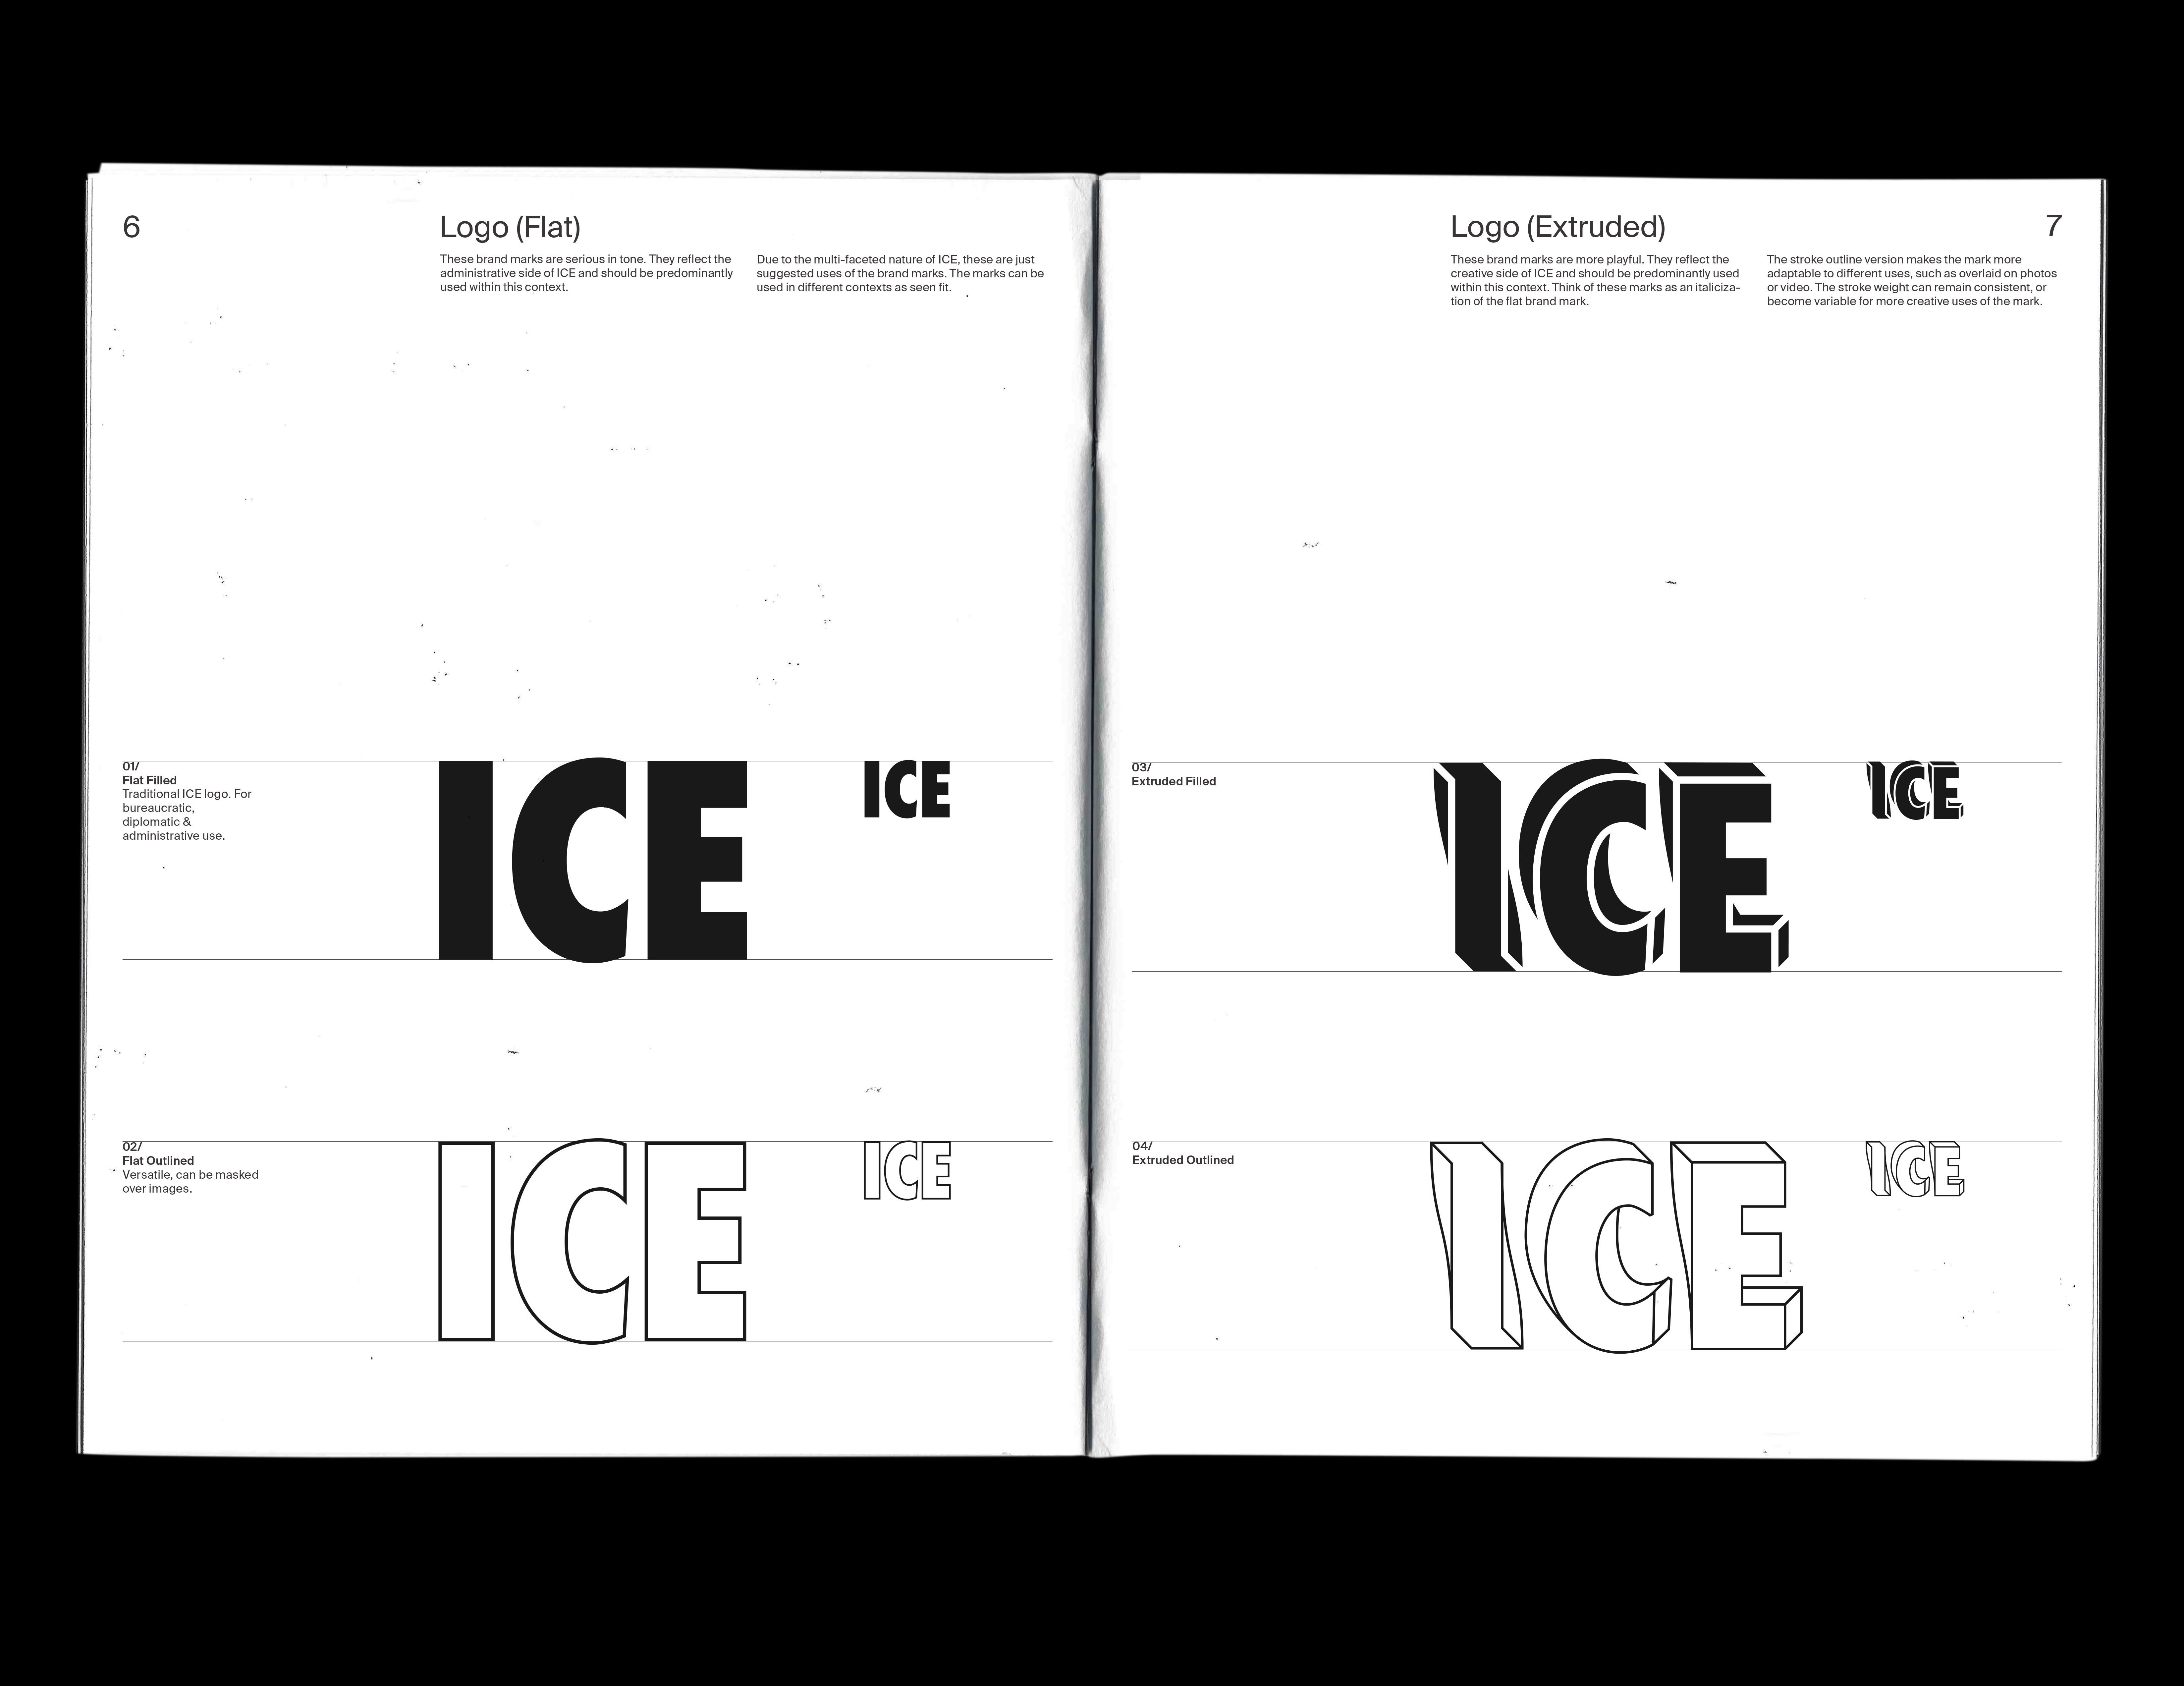 6
Logo (Flat)
These brand marks are serious in tone. They reflect the
administrative side of ICE and should be predominantly
used within this context.
Due to the multi-faceted nature of ICE, these are just
suggested uses of the brand marks. The marks can be
used in different contexts as seen fit.
01/
Flat Filled
Traditional ICE logo. For
bureaucratic,
diplomatic &
administrative use.
ICE
ICE
02/
Flat Outlined
Versatile, can be masked
over images.
ICE
ICE
Logo (Extruded)
7
These brand marks are more playful. They reflect the
creative side of ICE and should be predominantly used
within this context. Think of these marks as an italiciza-
tion of the flat brand mark.
The stroke outline version makes the mark more
adaptable to different uses, such as overlaid on photos
or video. The stroke weight can remain consistent, or
become variable for more creative uses of the mark.
03/
Extruded Filled
ICE
ICE
04/
Extruded Outlined
ICE
ICE